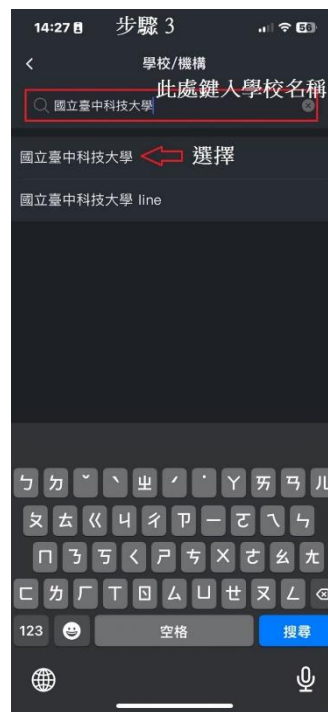 14:27 步驟 3 56
學校/機構
此處鍵入學校名稱
國立臺中科技大學
國立臺中科技大學 選擇
國立臺中科技大學 line
ㄅ ㄉ ˇ ˋ ㄓ ˊ ˙ ㄚ ㄞ ㄢ ㄦ
ㄆ ㄊ ㄍ ㄐ ㄔ ㄗ ㄧ ㄛ ㄟ ㄣ
ㄇ ㄋ ㄎ ㄑ ㄕ ㄘ ㄨ ㄜ ㄠ ㄤ
ㄈ ㄌ ㄏ ㄒ ㄖ ㄙ ㄩ ㄝ ㄡ ㄥ
123 空格 搜尋